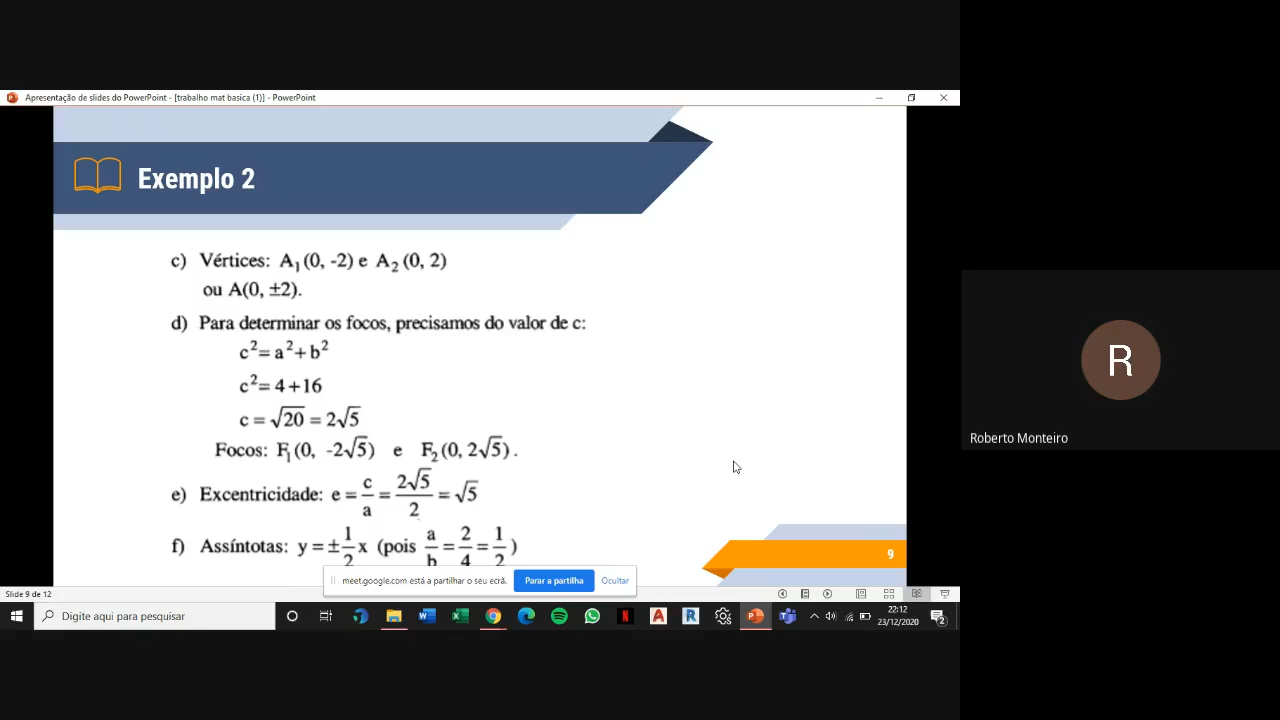 Apresentação de slides do PowerPoint - [trabalho mat basica (1)] - PowerPoint
Exemplo 2
c) Vértices: A₁(0, -2) e A₂(0, 2)
ou A(0, ±2).
d) Para determinar os focos, precisamos do valor de c:
c² = a² + b²
c² = 4 + 16
c = √20 = 2√5
Focos: F₁(0, -2√5) e F₂(0, 2√5).
e) Excentricidade: e = c/a = 2√5/2 = √5
f) Assíntotas: y = ±1/2 x (pois a/b = 2/4 = 1/2)
9
meet.google.com está a partilhar o seu ecrã.
Parar a partilha
Ocultar
Slide 9 de 12
Digite aqui para pesquisar
22:12
23/12/2020
2
R
Roberto Monteiro